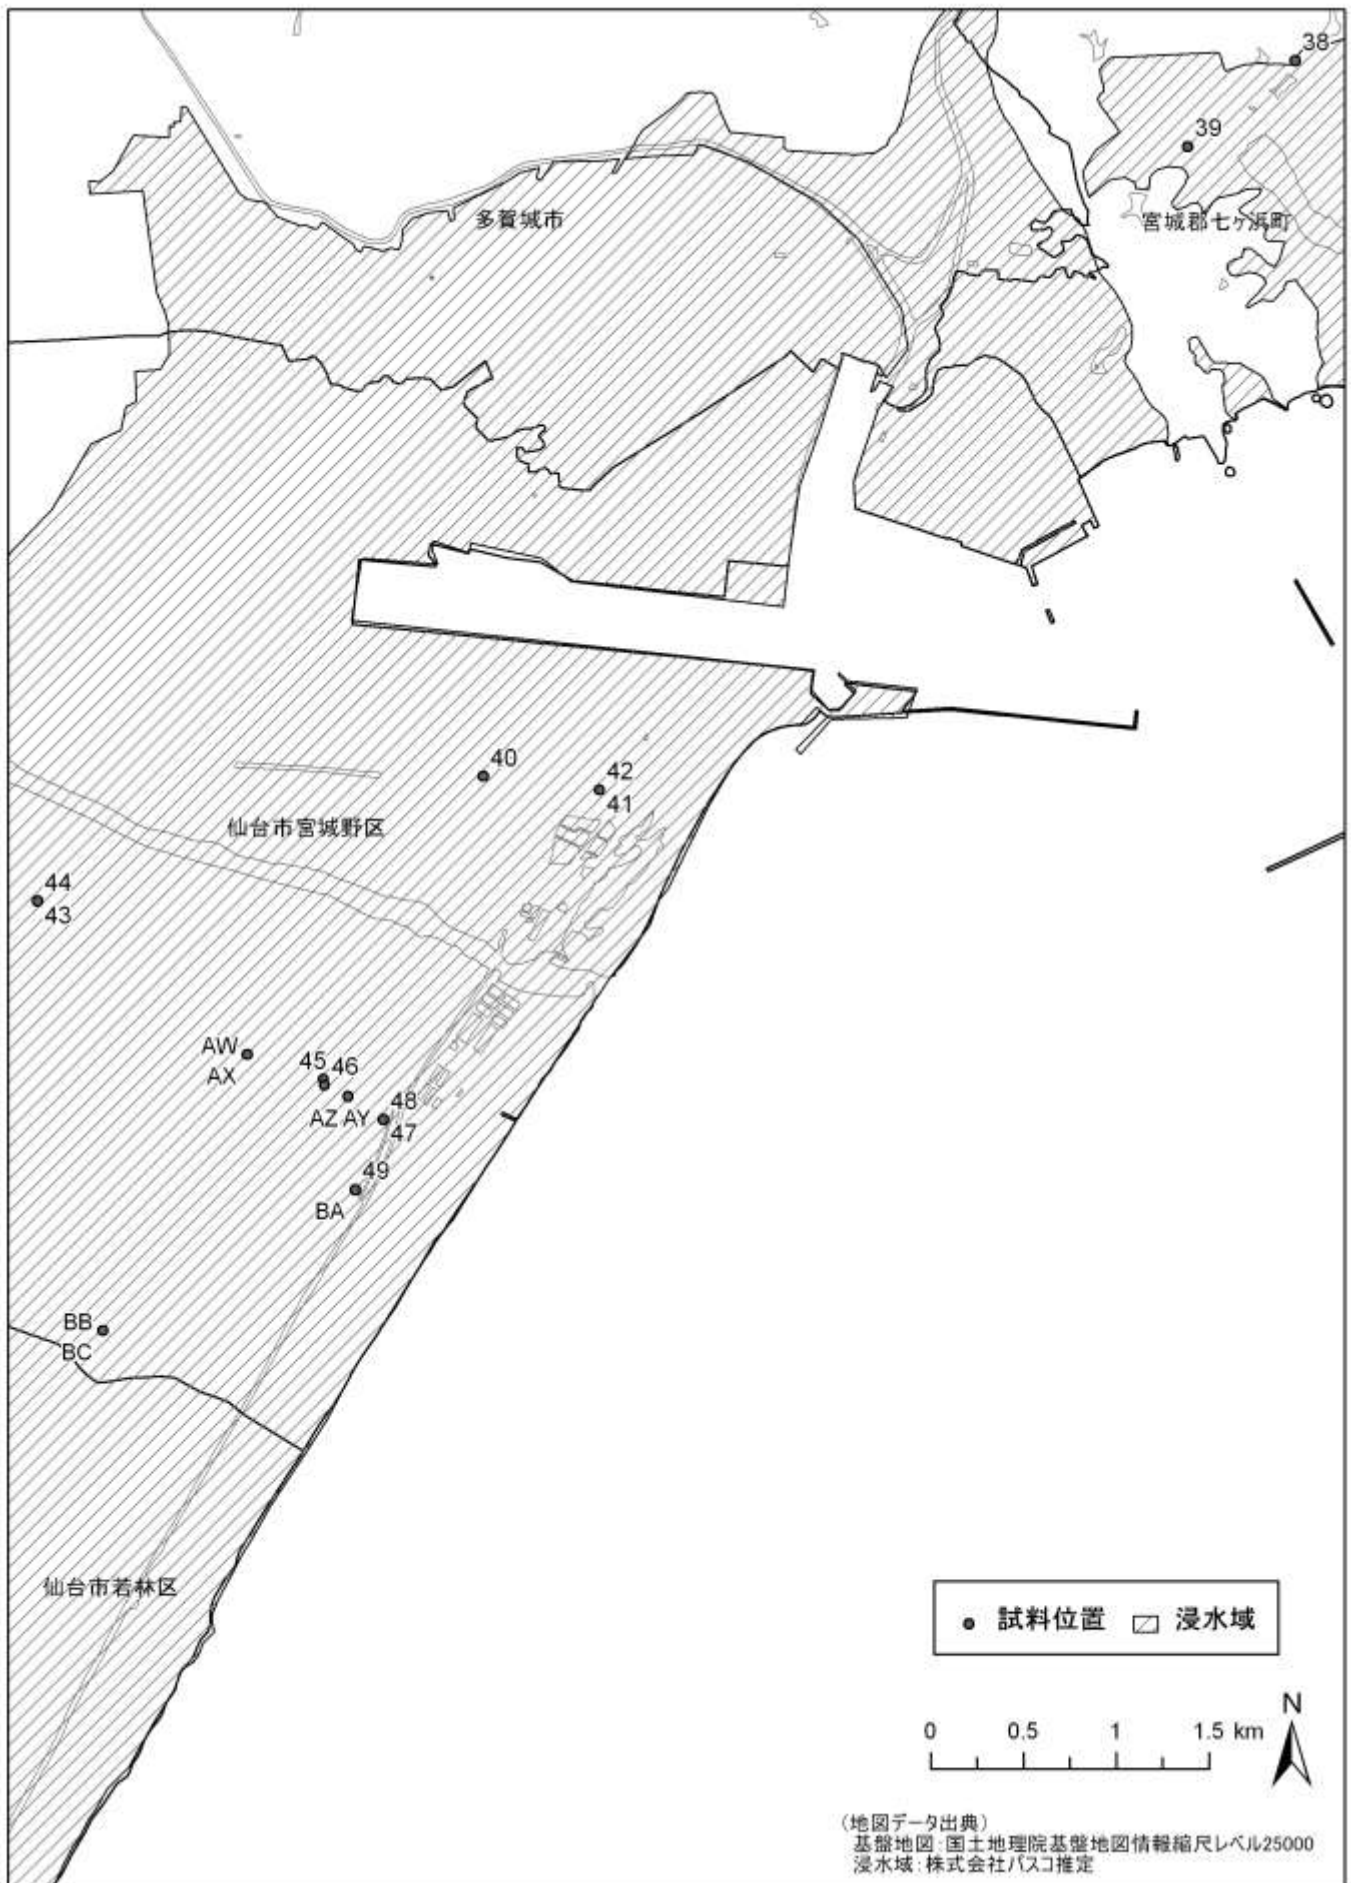 38
39
多賀城市
宮城郡七ヶ浜町
40
42
41
仙台市宮城野区
44
43
AW
AX
45
46
AZ
AY
48
47
49
BA
BB
BC
仙台市若林区
試料位置
浸水域
N
0 0.5 1 1.5 km
(地図データ出典)
基盤地図:国土地理院基盤地図情報縮尺レベル25000
浸水域:株式会社パスコ推定